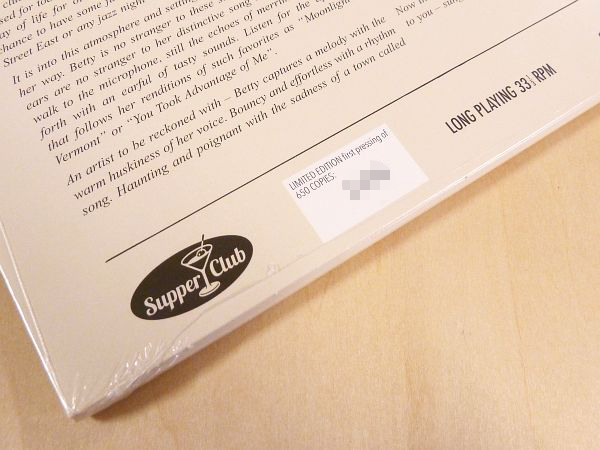 way of life for
chance to have some
Street East or any jazz night
It is into this atmosphere and setting
her way. Betty is no stranger to these
ears are no stranger to her distinctive song
walk to the microphone, still the echoes of merri
forth with an earful of tasty sounds. Listen for the
that follows her renditions of such favorites as "Moonlight
Vermont" or "You Took Advantage of Me".
An artist to be reckoned with – Betty captures a melody with the
warm huskiness of her voice. Bouncy and effortless with a rhythm
song. Haunting and poignant with the sadness of a town called
Now
to you –
LONG PLAYING 33⅓ RPM
LIMITED EDITION first pressing of
650 COPIES:
Supper Club